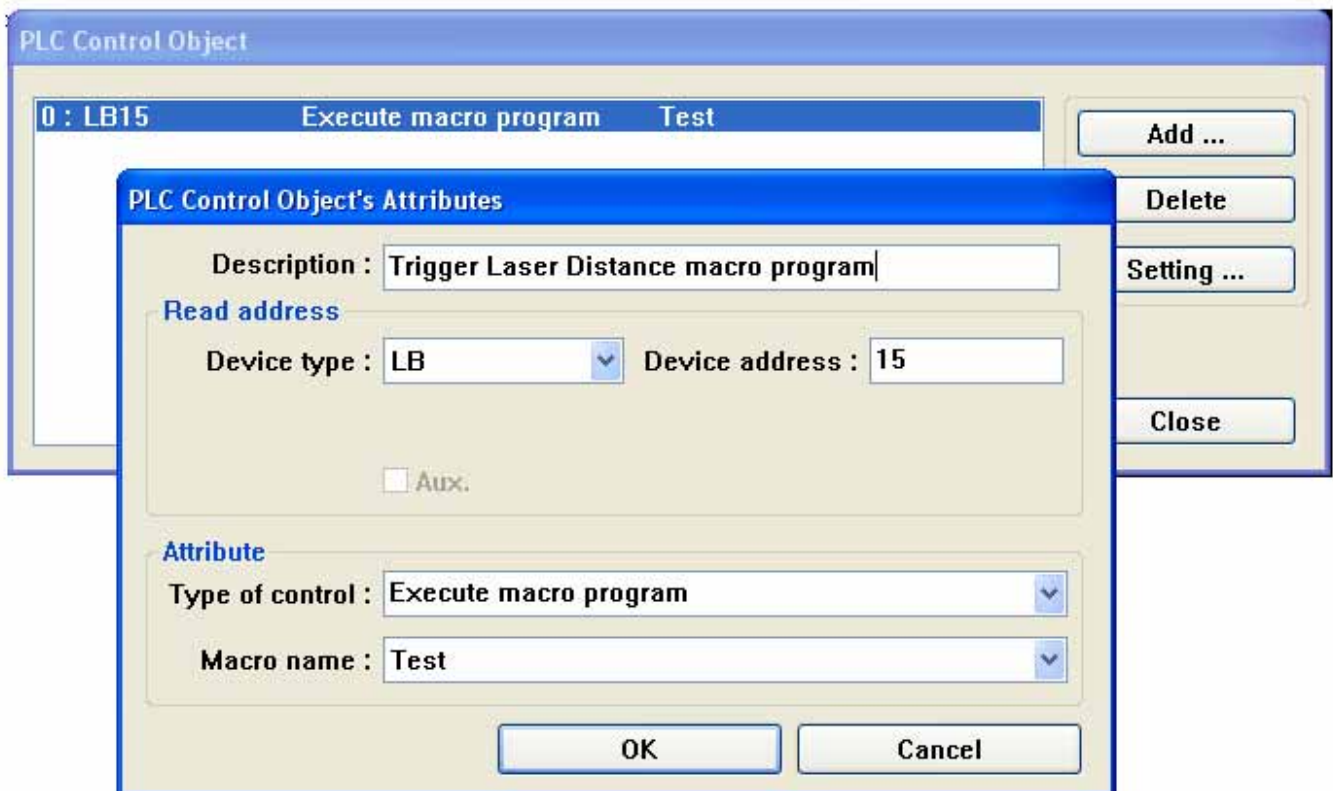 PLC Control Object
0 : LB15 Execute macro program Test
Add ...
Delete
Setting ...
Close
PLC Control Object's Attributes
Description : Trigger Laser Distance macro program
Read address
Device type : LB Device address : 15
Aux.
Attribute
Type of control : Execute macro program
Macro name : Test
OK Cancel